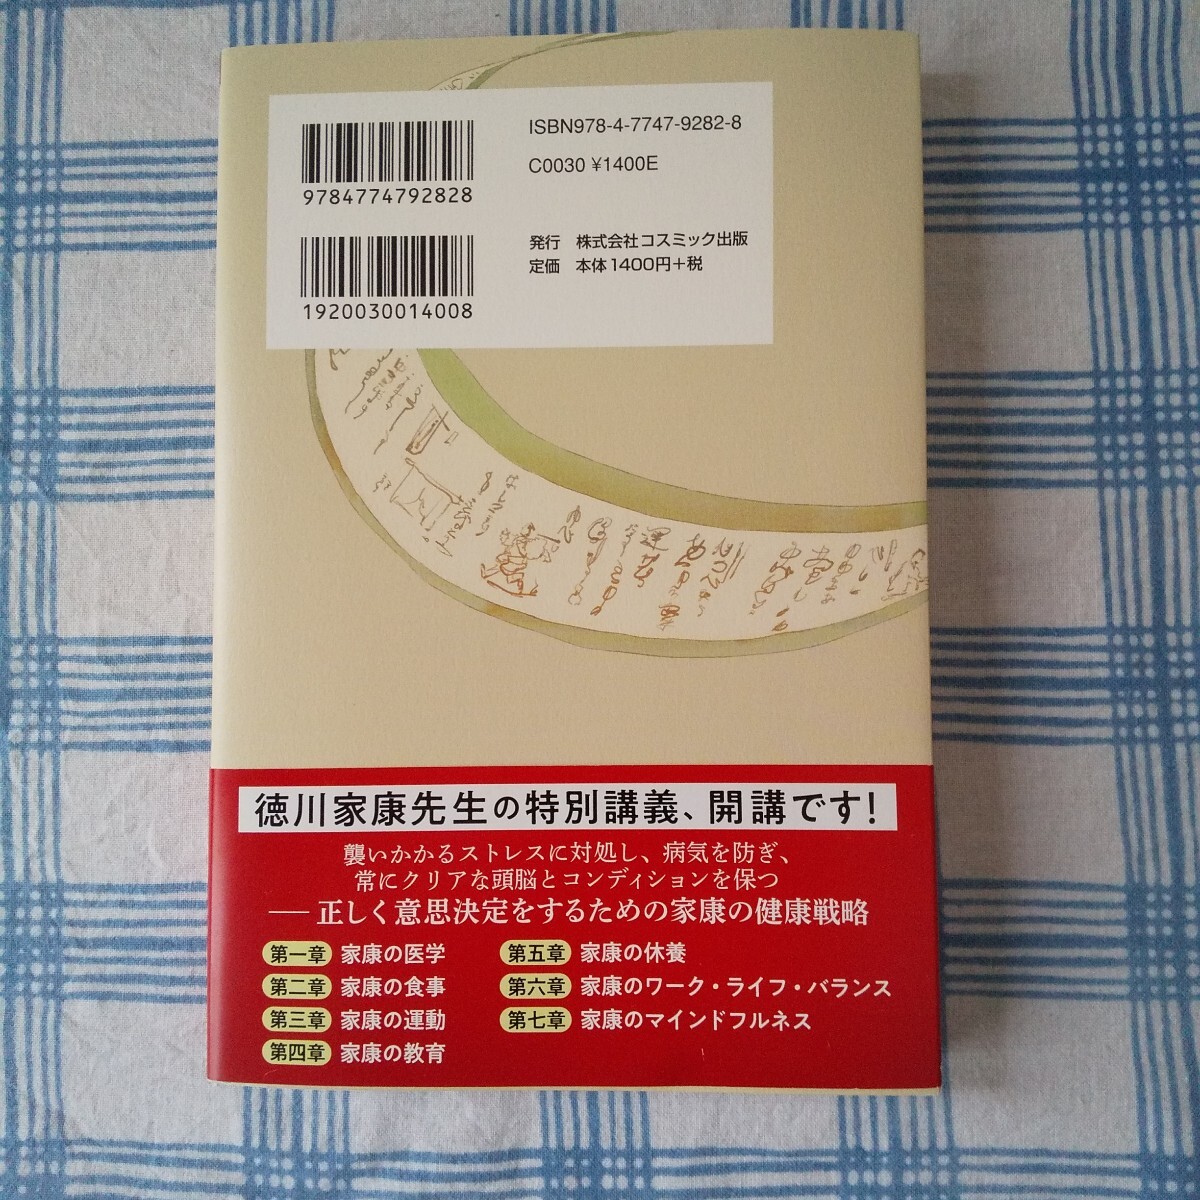 ISBN978-4-7747-9282-8
C0030 ¥1400E
9784774792828
1920030014008
発行 株式会社コスミック出版
定価 本体1400円+税
徳川家康先生の特別講義、開講です!
襲いかかるストレスに対処し、病気を防ぎ、
常にクリアな頭脳とコンディションを保つ
── 正しく意思決定をするための家康の健康戦略
第一章 家康の医学
第二章 家康の食事
第三章 家康の運動
第四章 家康の教育
第五章 家康の休養
第六章 家康のワーク・ライフ・バランス
第七章 家康のマインドフルネス